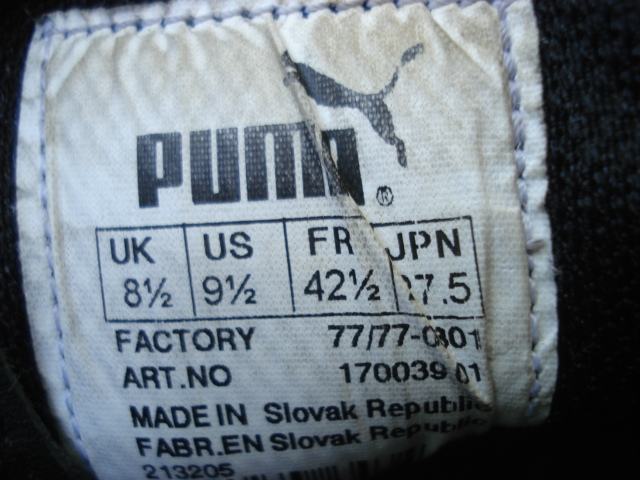 PUMA®
UK US FR JPN
8½ 9½ 42½ 27.5
FACTORY 77/77-0801
ART.NO 170039 01
MADE IN Slovak Republic
FABR.EN Slovak Republic
213205